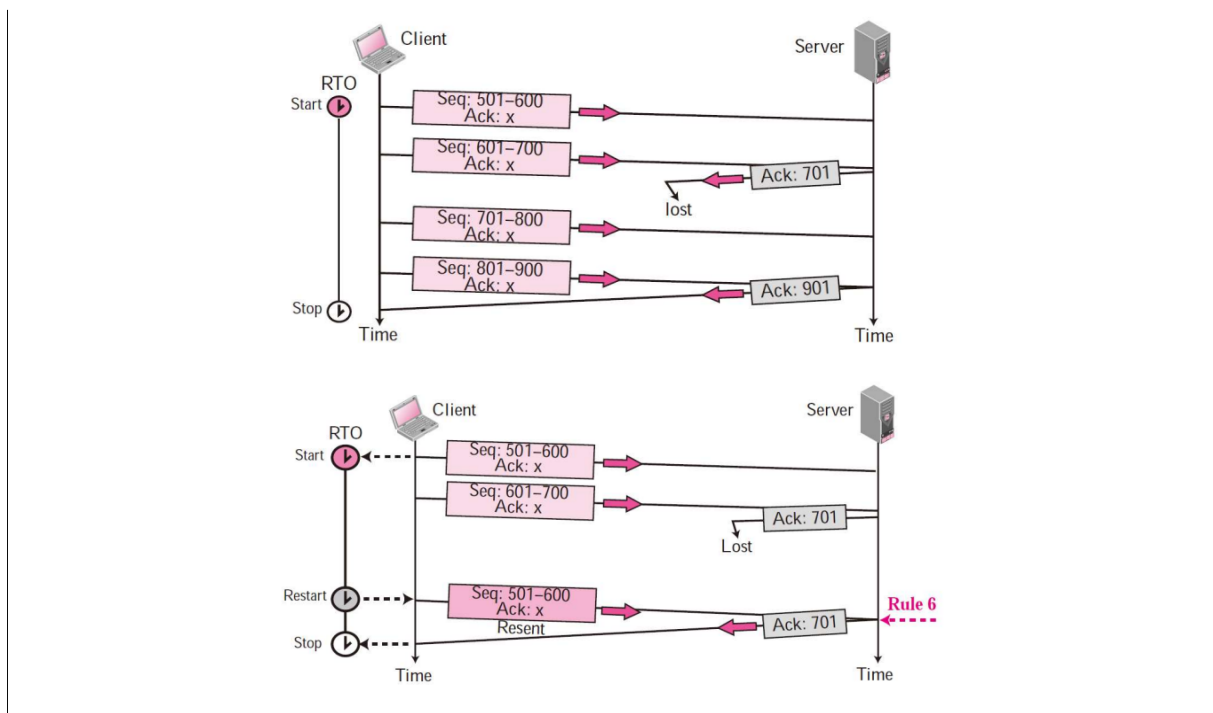 Client
Server
RTO
Start
Seq: 501–600
Ack: x
Seq: 601–700
Ack: x
Ack: 701
lost
Seq: 701–800
Ack: x
Seq: 801–900
Ack: x
Ack: 901
Stop
Time
Time
Client
Server
RTO
Start
Seq: 501–600
Ack: x
Seq: 601–700
Ack: x
Ack: 701
Lost
Restart
Seq: 501–600
Ack: x
Resent
Rule 6
Ack: 701
Stop
Time
Time